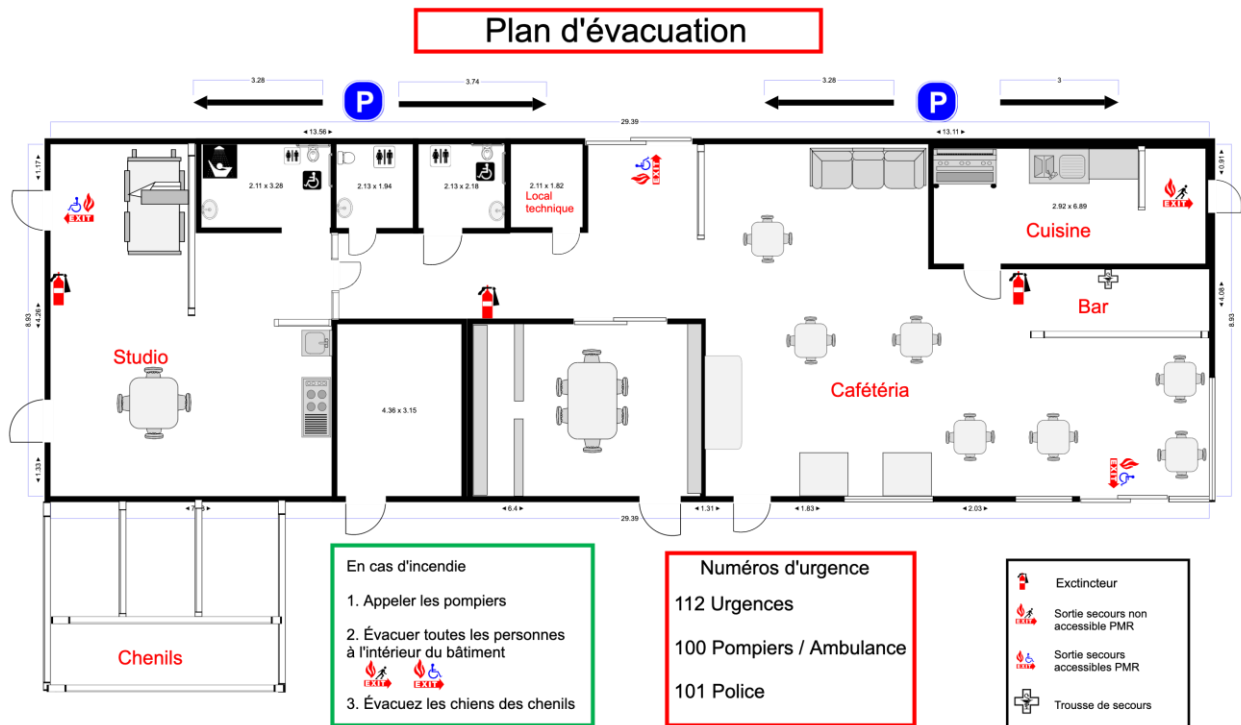 Plan d'évacuation
3.28
P
3.74
3.28
P
3
29.39
13.56
13.11
1.17
0.91
2.11 x 3.28
2.13 x 1.94
2.13 x 2.18
2.11 x 1.82
Local
technique
EXIT
EXIT
2.92 x 6.89
EXIT
Cuisine
Bar
8.93
4.26
4.08
8.93
Studio
Cafétéria
4.36 x 3.15
EXIT
1.33
6.4
1.31
1.83
2.03
29.39
Chenils
En cas d'incendie
1. Appeler les pompiers
2. Évacuer toutes les personnes
à l'intérieur du bâtiment
EXIT EXIT
3. Évacuez les chiens des chenils
Numéros d'urgence
112 Urgences
100 Pompiers / Ambulance
101 Police
Exctincteur
EXIT
Sortie secours non
accessible PMR
EXIT
Sortie secours
accessibles PMR
Trousse de secours